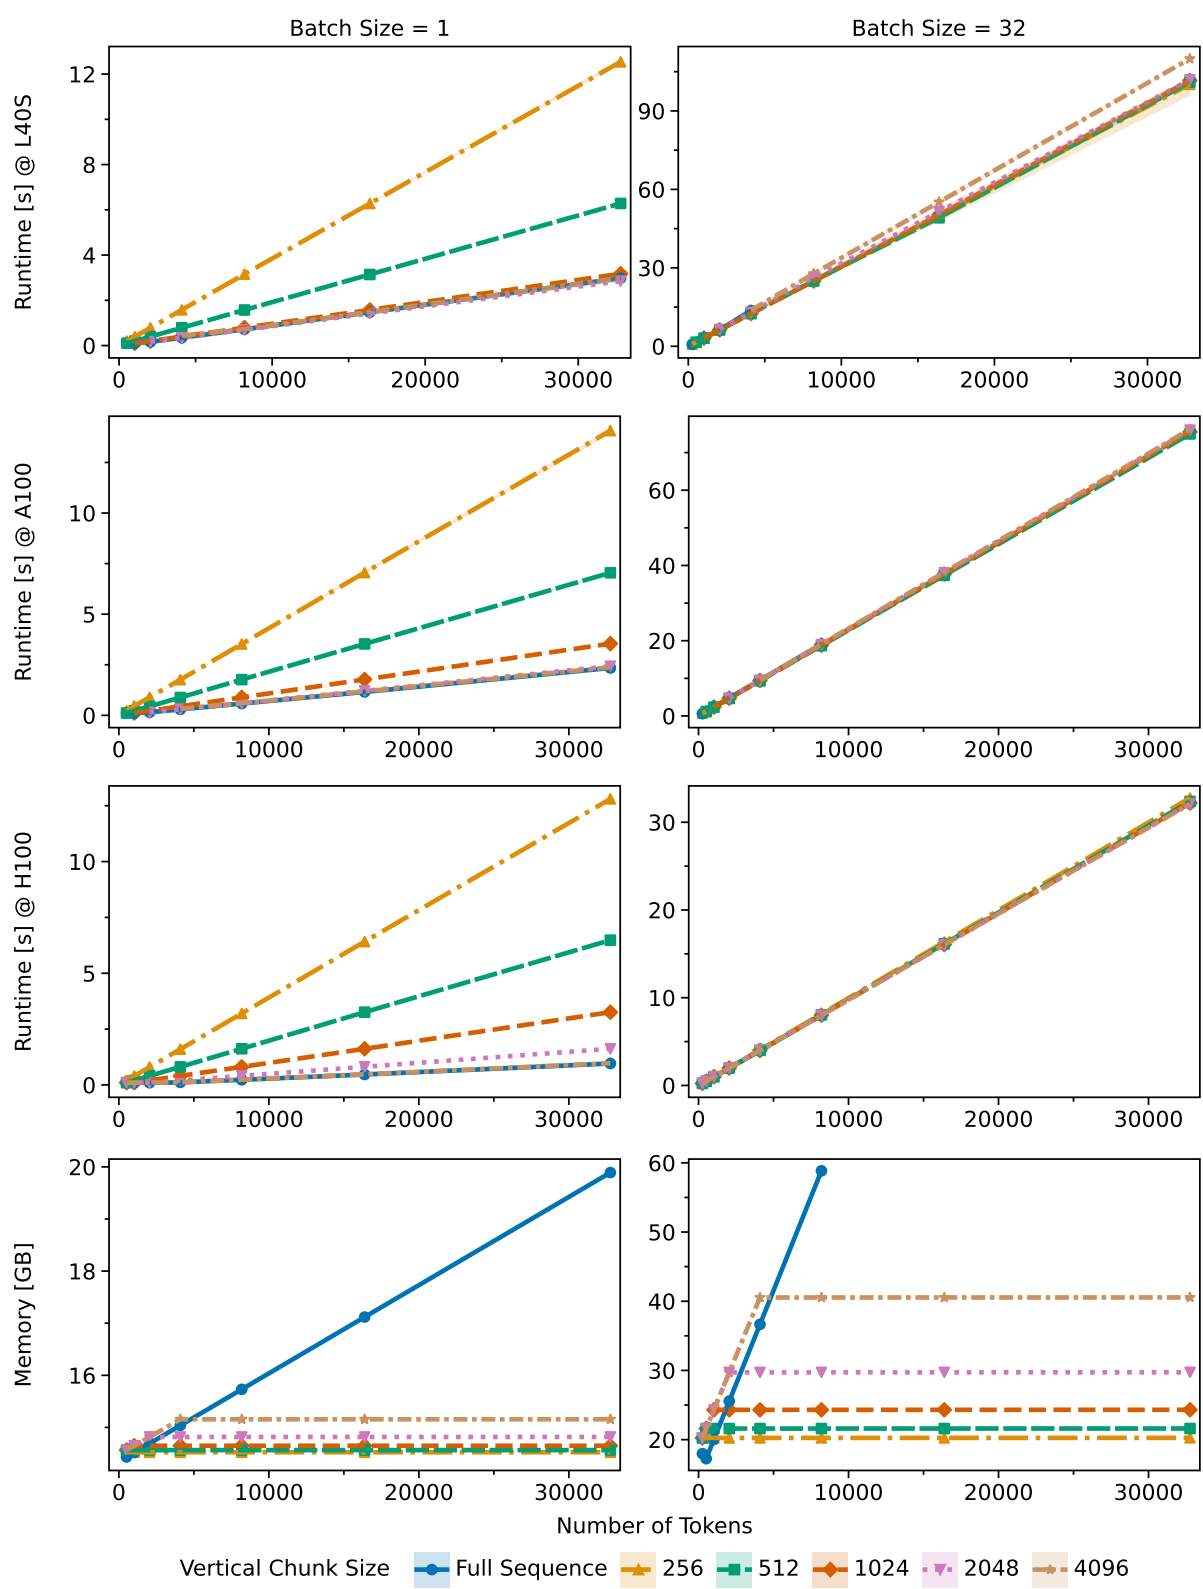 Batch Size = 1
Batch Size = 32
Runtime [s] @ L40S
12
8
4
0
0 10000 20000 30000
90
60
30
0
0 10000 20000 30000
Runtime [s] @ A100
10
5
0
0 10000 20000 30000
60
40
20
0
0 10000 20000 30000
Runtime [s] @ H100
10
5
0
0 10000 20000 30000
30
20
10
0
0 10000 20000 30000
Memory [GB]
20
18
16
0 10000 20000 30000
60
50
40
30
20
0 10000 20000 30000
Number of Tokens
Vertical Chunk Size Full Sequence 256 512 1024 2048 4096